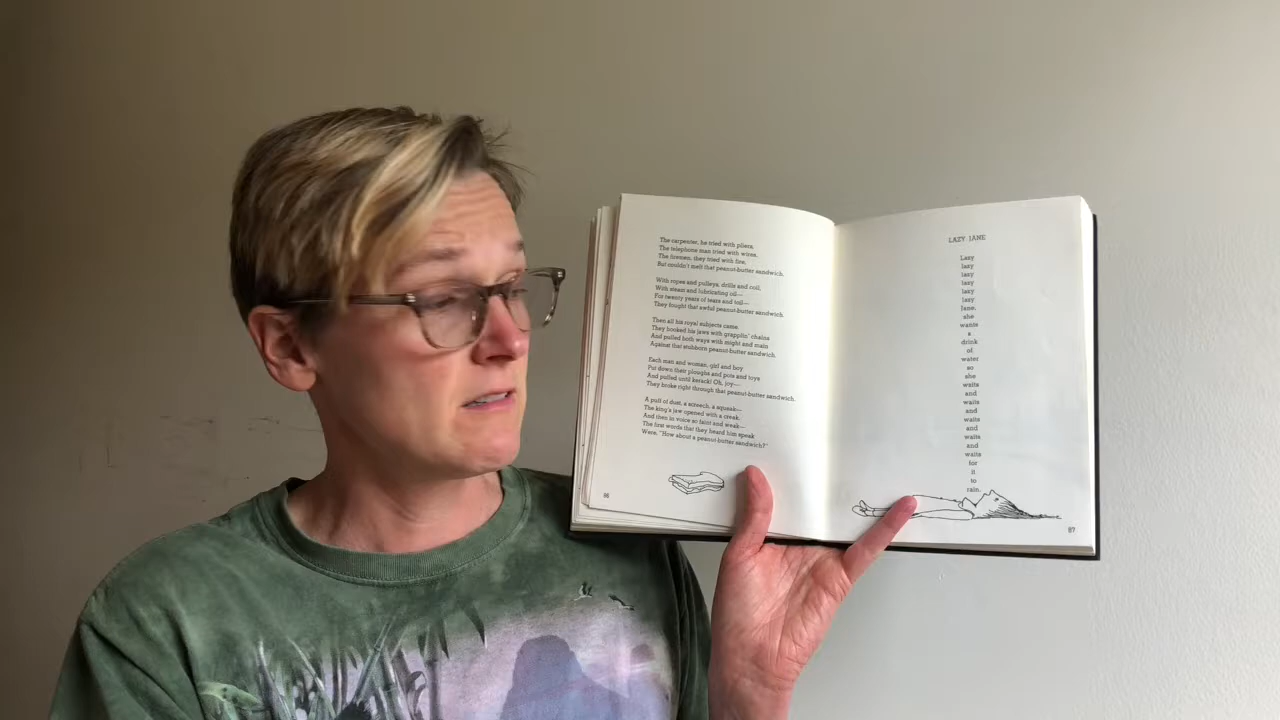 The carpenter, he tried with pliers,
The telephone man tried with wires,
The firemen, they tried with fire,
But couldn't melt that peanut-butter sandwich.
With ropes and pulleys, drills and coil,
With steam and lubricating oil—
For twenty years of tears and toil—
They fought that awful peanut-butter sandwich.
Then all his royal subjects came.
They hooked his jaws with grapplin' chains
And pulled both ways with might and main
Against that stubborn peanut-butter sandwich.
Each man and woman, girl and boy
Put down their ploughs and pots and toys
And pulled until kerack! Oh, joy—
They broke right through that peanut-butter sandwich.
A puff of dust, a screech, a squeak—
The king's jaw opened with a creak.
And then in voice so faint and weak—
The first words that they heard him speak
Were, "How about a peanut-butter sandwich?"
86
LAZY JANE
Lazy
lazy
lazy
lazy
lazy
lazy
Jane,
she
wants
a
drink
of
water
so
she
waits
and
waits
and
waits
and
waits
and
waits
for
it
to
rain.
87